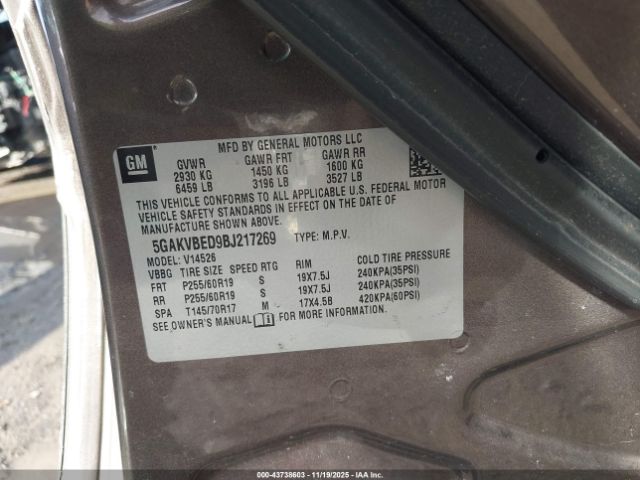 MFD BY GENERAL MOTORS LLC
GM
GVWR GAWR FRT GAWR RR
2930 KG 1450 KG 1600 KG
6459 LB 3196 LB 3527 LB
THIS VEHICLE CONFORMS TO ALL APPLICABLE U.S. FEDERAL MOTOR
VEHICLE SAFETY STANDARDS IN EFFECT ON THE DATE OF
MANUFACTURE SHOWN ABOVE.
5GAKVBED9BJ217269 TYPE: M.P.V.
MODEL: V14526
VBBG TIRE SIZE SPEED RTG RIM COLD TIRE PRESSURE
FRT P255/60R19 S 19X7.5J 240KPA(35PSI)
RR P255/60R19 S 19X7.5J 240KPA(35PSI)
SPA T145/70R17 M 17X4.5B 420KPA(60PSI)
SEE OWNER'S MANUAL FOR MORE INFORMATION.
00-43738603 - 11/19/2025 - © IAA Inc.